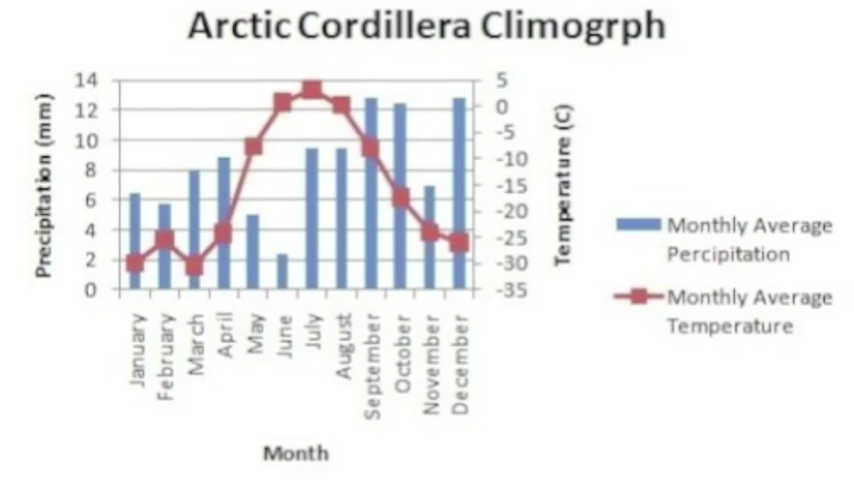 Arctic Cordillera Climogrph
14
12
10
8
6
4
2
0
Precipitation (mm)
5
0
-5
-10
-15
-20
-25
-30
-35
Temperature (C)
January
February
March
April
May
June
July
August
September
October
November
December
Month
Monthly Average
Percipitation
Monthly Average
Temperature